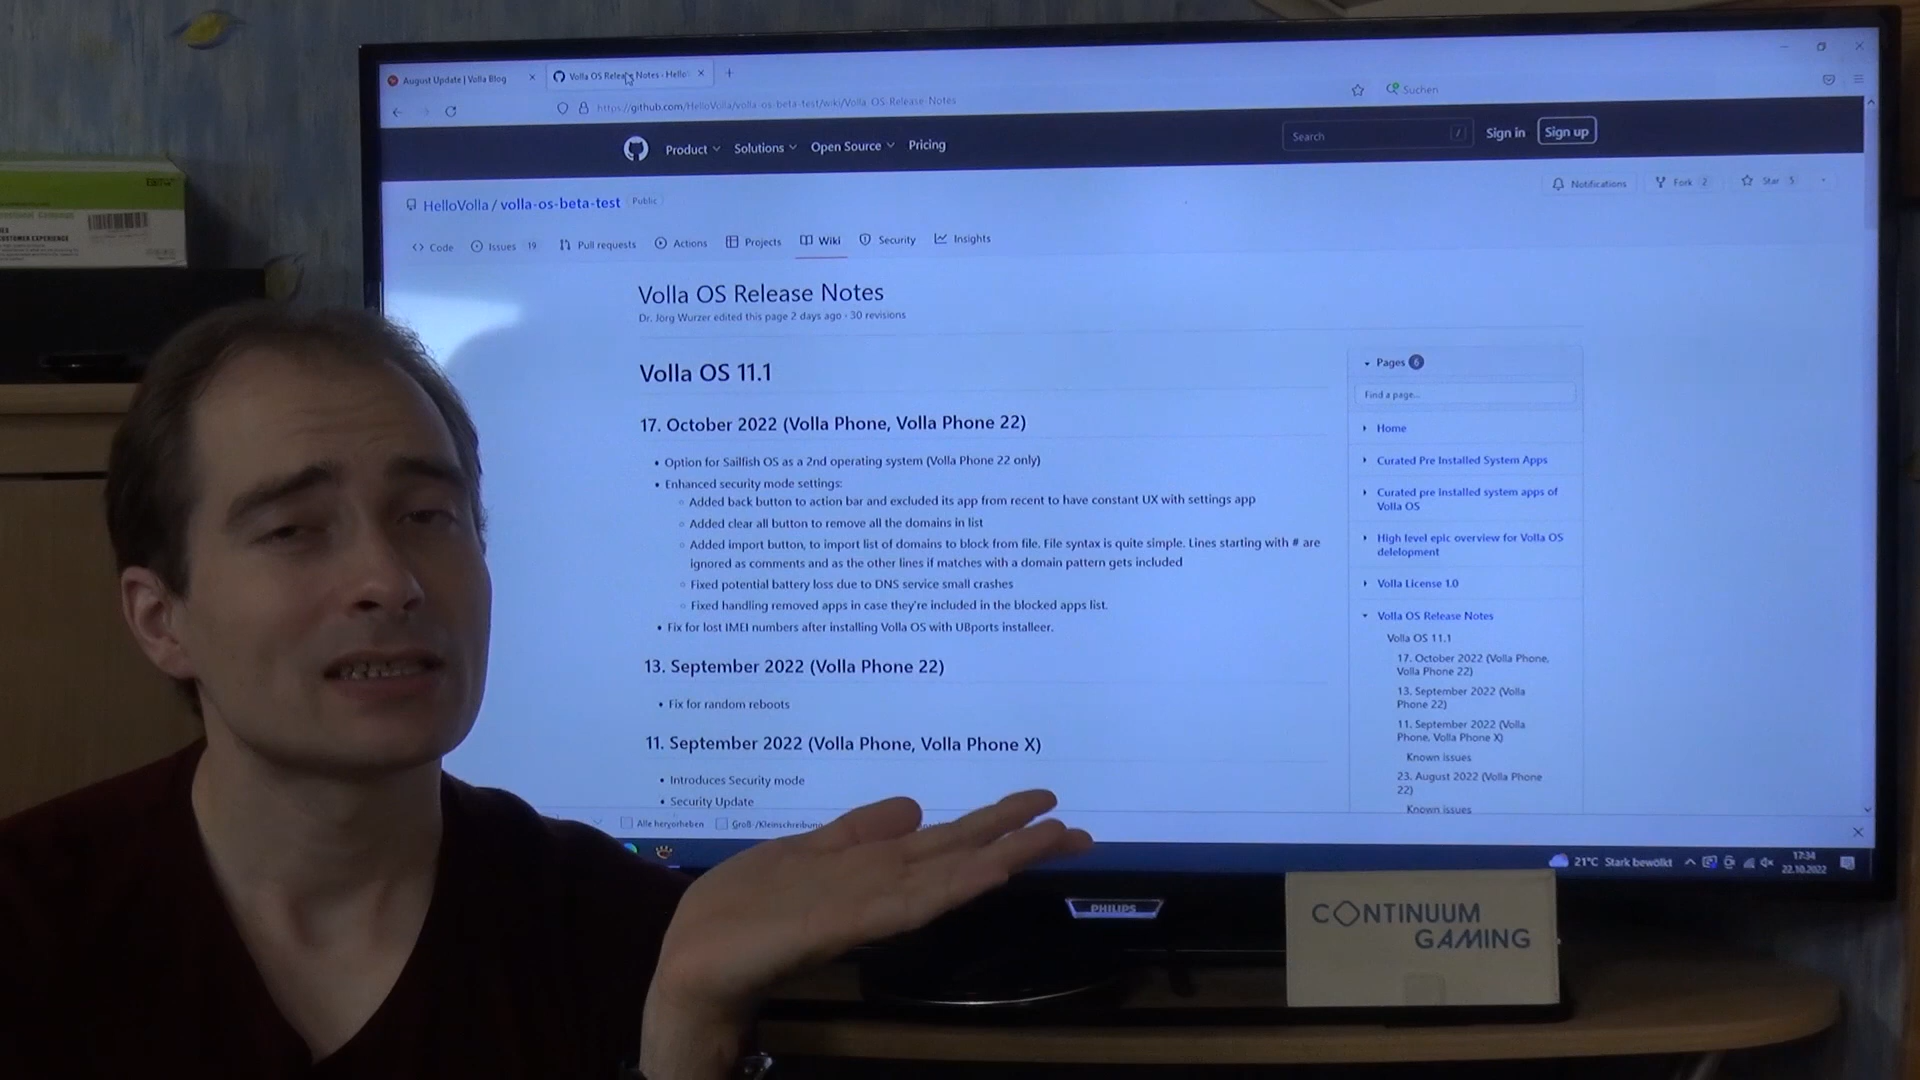 August Update | Volla Blog
Volla OS Release Notes - Hello
https://github.com/HelloVolla/volla-os-beta-test/wiki/Volla-OS-Release-Notes
Suchen
Product
Solutions
Open Source
Pricing
Search
/
Sign in
Sign up
HelloVolla / volla-os-beta-test
Public
Notifications
Fork 2
Star 5
Code
Issues 19
Pull requests
Actions
Projects
Wiki
Security
Insights
Volla OS Release Notes
Dr. Jörg Wurzer edited this page 2 days ago · 30 revisions
Volla OS 11.1
17. October 2022 (Volla Phone, Volla Phone 22)
• Option for Sailfish OS as a 2nd operating system (Volla Phone 22 only)
• Enhanced security mode settings:
○ Added back button to action bar and excluded its app from recent to have constant UX with settings app
○ Added clear all button to remove all the domains in list
○ Added import button, to import list of domains to block from file. File syntax is quite simple. Lines starting with # are
ignored as comments and as the other lines if matches with a domain pattern gets included
○ Fixed potential battery loss due to DNS service small crashes
○ Fixed handling removed apps in case they're included in the blocked apps list.
• Fix for lost IMEI numbers after installing Volla OS with UBports installeer.
13. September 2022 (Volla Phone 22)
• Fix for random reboots
11. September 2022 (Volla Phone, Volla Phone X)
• Introduces Security mode
• Security Update
Pages 6
Find a page...
Home
Curated Pre Installed System Apps
Curated pre installed system apps of
Volla OS
High level epic overview for Volla OS
delelopment
Volla License 1.0
Volla OS Release Notes
Volla OS 11.1
17. October 2022 (Volla Phone,
Volla Phone 22)
13. September 2022 (Volla
Phone 22)
11. September 2022 (Volla
Phone, Volla Phone X)
Known issues
23. August 2022 (Volla Phone
22)
Known issues
Alle hervorheben
Groß-/Kleinschreibung
21°C Stark bewölkt
17:34
22.10.2022
PHILIPS
CONTINUUM
GAMING
CUSTOMER EXPERIENCE